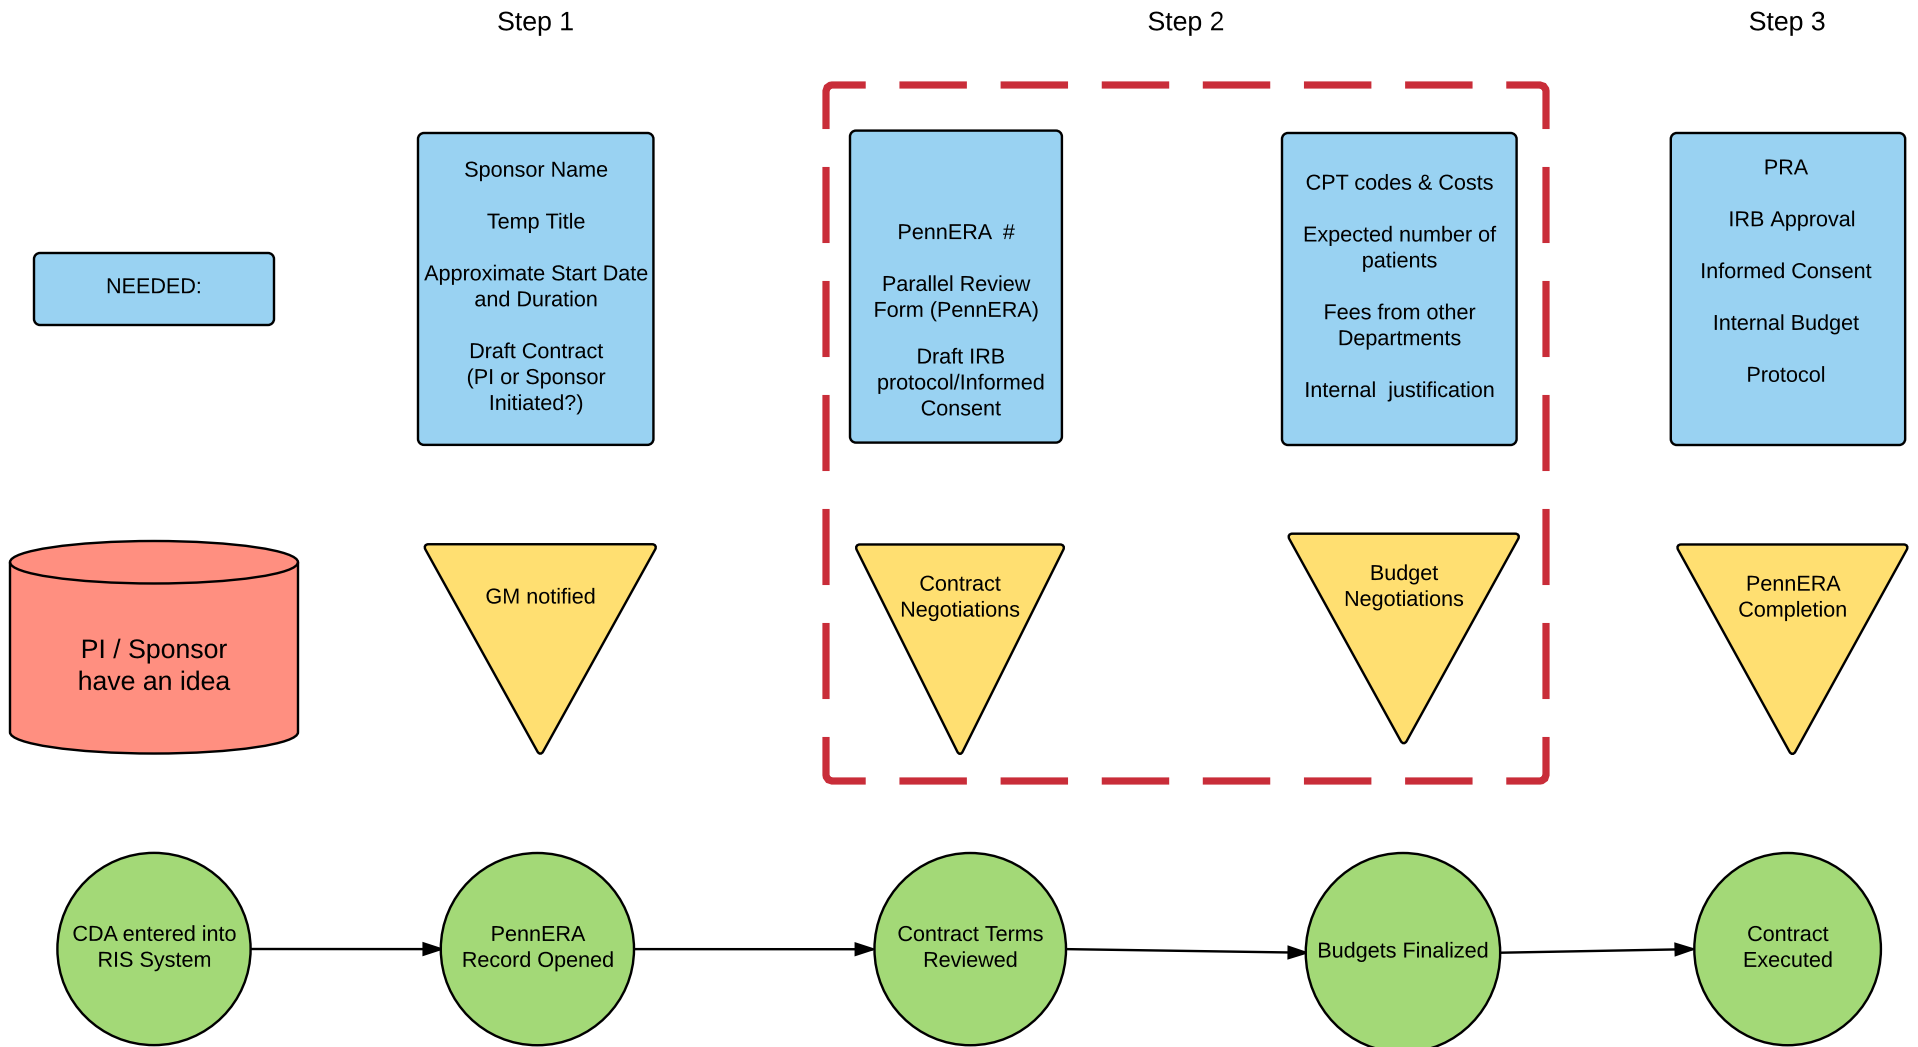 Step 1
Step 2
Step 3
NEEDED:
Sponsor Name
Temp Title
Approximate Start Date
and Duration
Draft Contract
(PI or Sponsor
Initiated?)
PennERA  #
Parallel Review
Form (PennERA)
Draft IRB
protocol/Informed
Consent
CPT codes & Costs
Expected number of
patients
Fees from other
Departments
Internal  justification
PRA
IRB Approval
Informed Consent
Internal Budget
Protocol
PI / Sponsor
have an idea
GM notified
Contract
Negotiations
Budget
Negotiations
PennERA
Completion
CDA entered into
RIS System
PennERA
Record Opened
Contract Terms
Reviewed
Budgets Finalized
Contract
Executed